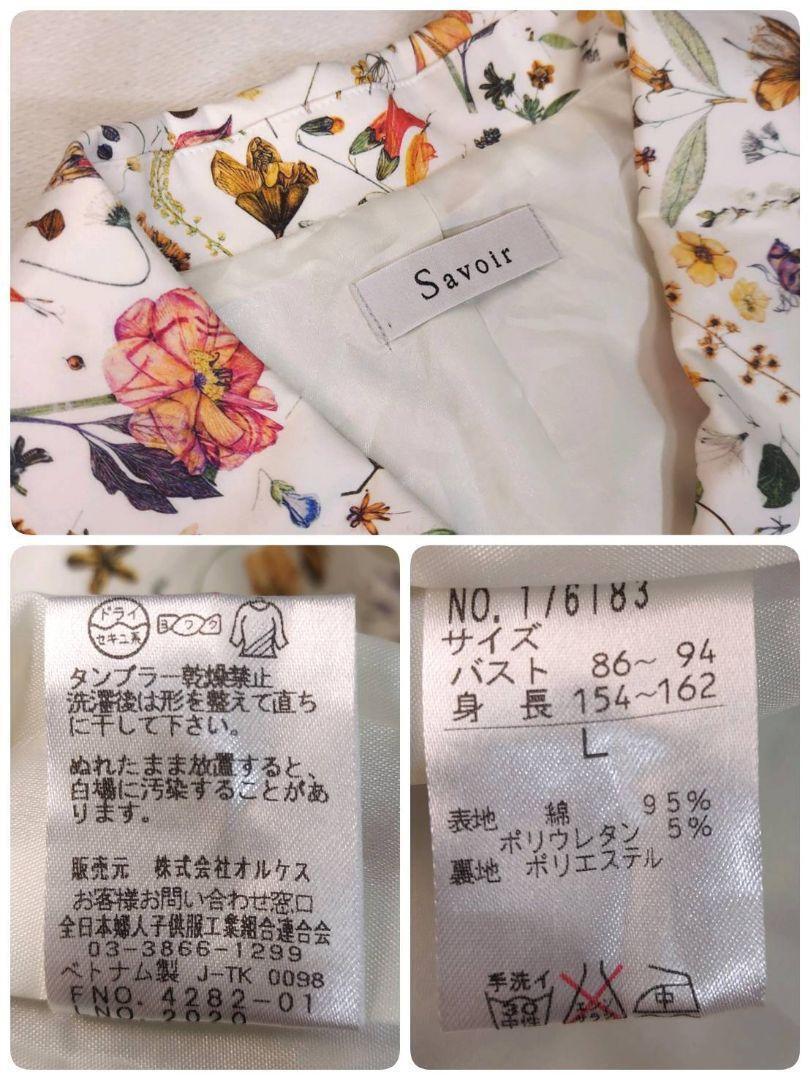 Savoir
ドライ
セキユ系
ヨワク
タンブラー乾燥禁止
洗濯後は形を整えて直ち
に干して下さい。
ぬれたまま放置すると、
白場に汚染することがあ
ります。
販売元 株式会社オルケス
お客様お問い合わせ窓口
全日本婦人子供服工業組合連合会
03-3866-1299
ベトナム製 J-TK 0098
FNO. 4282-01
LNO. 2020
NO. 176183
サイズ
バスト 86〜 94
身 長 154〜162
L
表地 綿 95%
ポリウレタン 5%
裏地 ポリエステル
手洗イ
30
中性
中